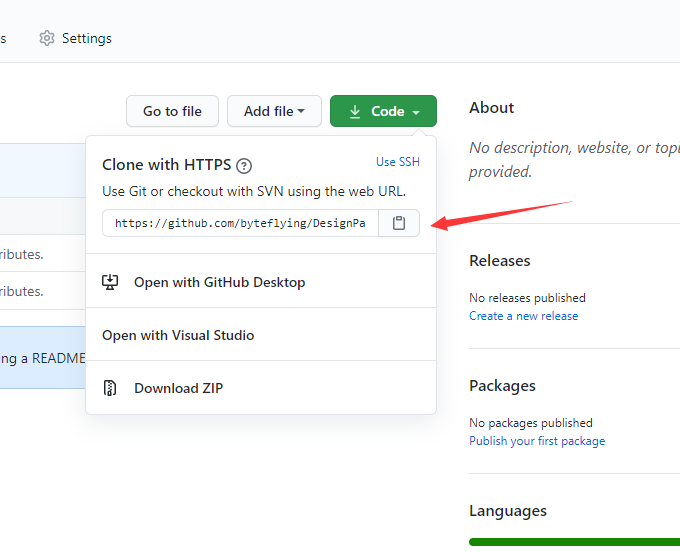 s
Settings
Go to file
Add file
Code
Clone with HTTPS
Use SSH
Use Git or checkout with SVN using the web URL.
https://github.com/byteflying/DesignPa
Open with GitHub Desktop
Open with Visual Studio
Download ZIP
ributes.
ributes.
ng a README
About
No description, website, or topi
provided.
Releases
No releases published
Create a new release
Packages
No packages published
Publish your first package
Languages